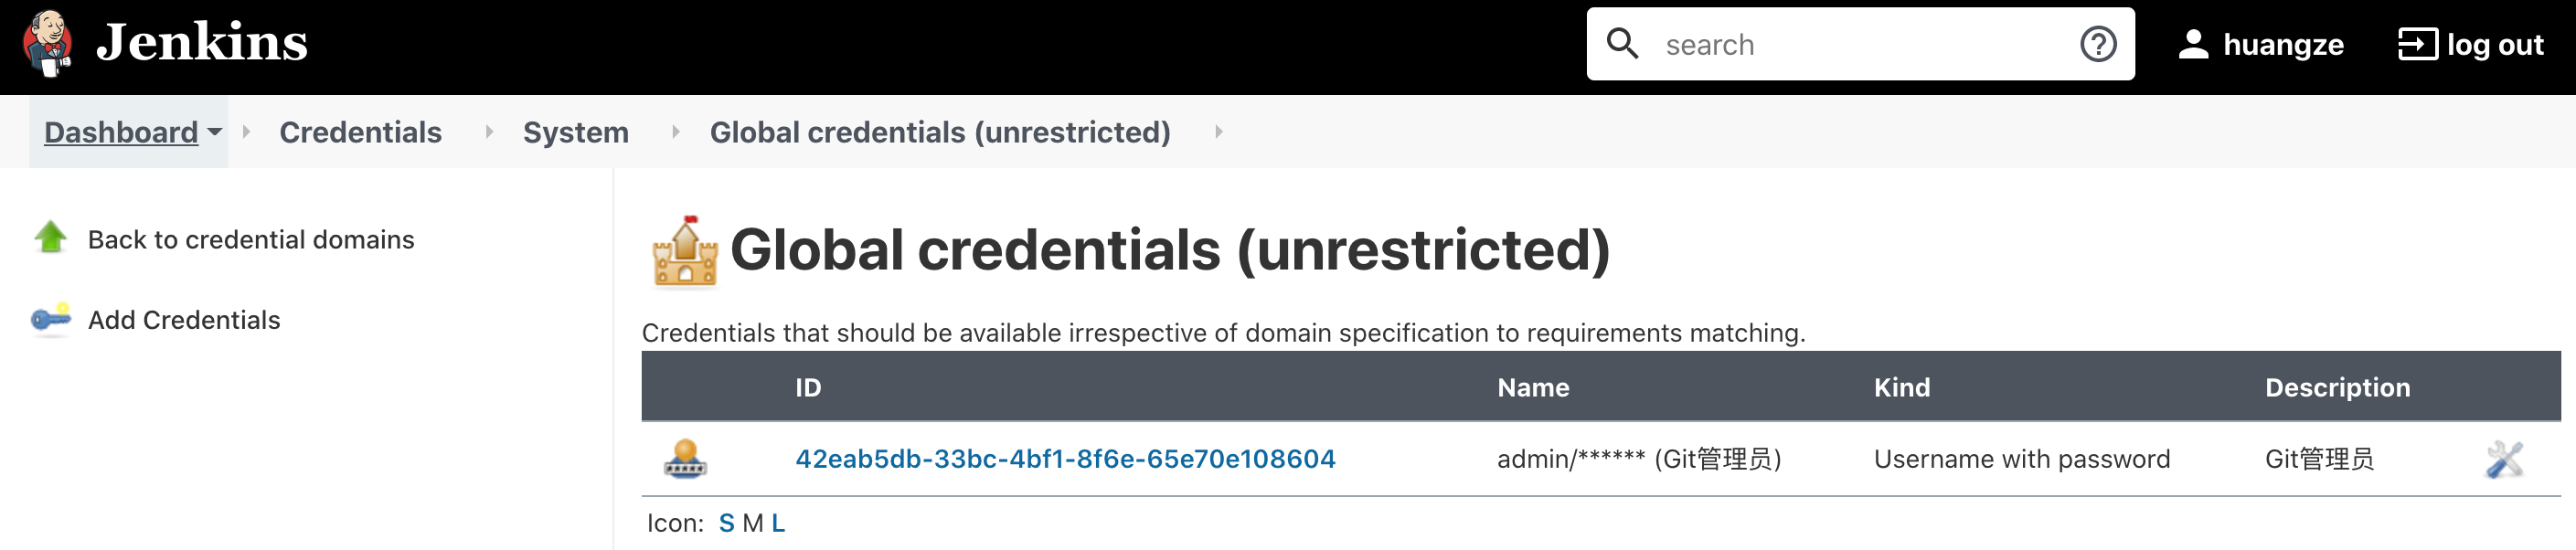 Jenkins search huangze log out
Dashboard Credentials System Global credentials (unrestricted)
Back to credential domains
Add Credentials
Global credentials (unrestricted)
Credentials that should be available irrespective of domain specification to requirements matching.
ID Name Kind Description
42eab5db-33bc-4bf1-8f6e-65e70e108604 admin/****** (Git管理员) Username with password Git管理员
Icon: S M L